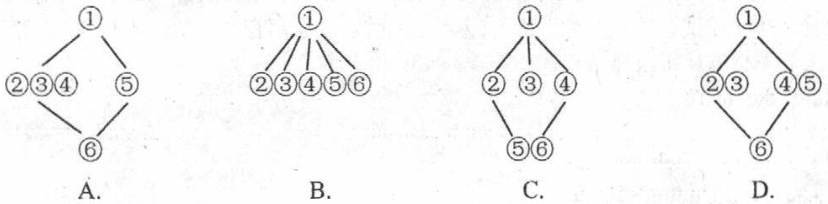 ① ① ① ①
②③④ ⑤ ②③④⑤⑥ ② ③ ④ ②③ ④⑤
⑥ ⑤⑥ ⑥
A. B. C. D.